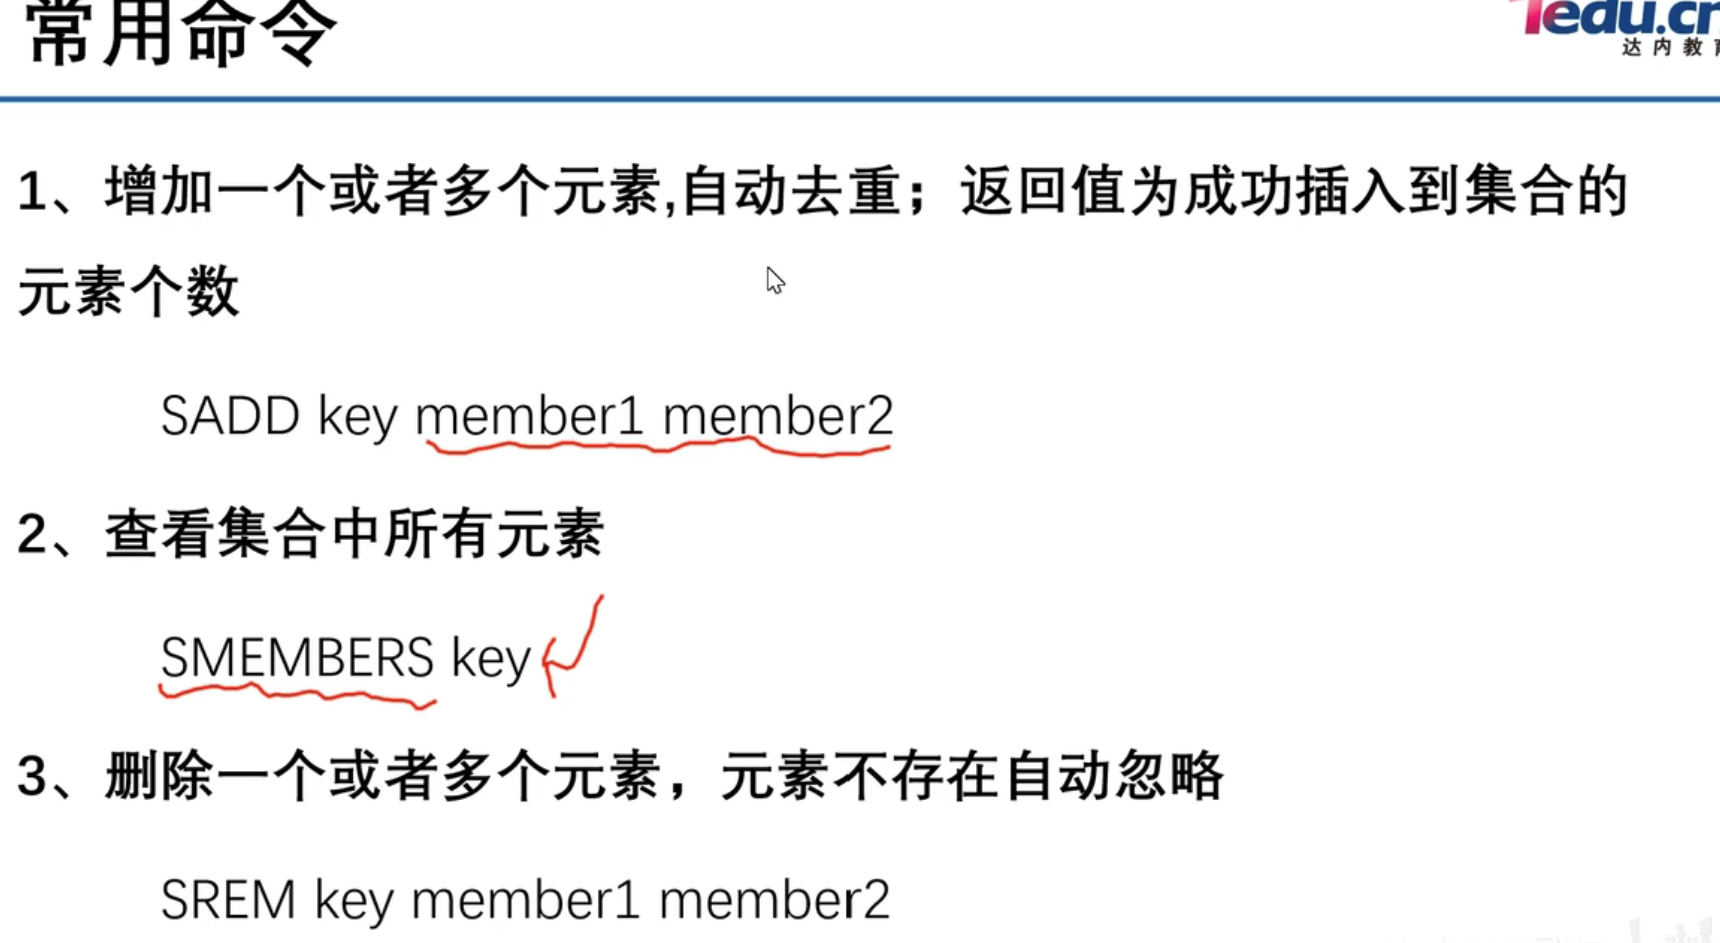 常用命令
1edu.cn
达内教育
1、增加一个或者多个元素,自动去重；返回值为成功插入到集合的
元素个数
SADD key member1 member2
2、查看集合中所有元素
SMEMBERS key
3、删除一个或者多个元素，元素不存在自动忽略
SREM key member1 member2